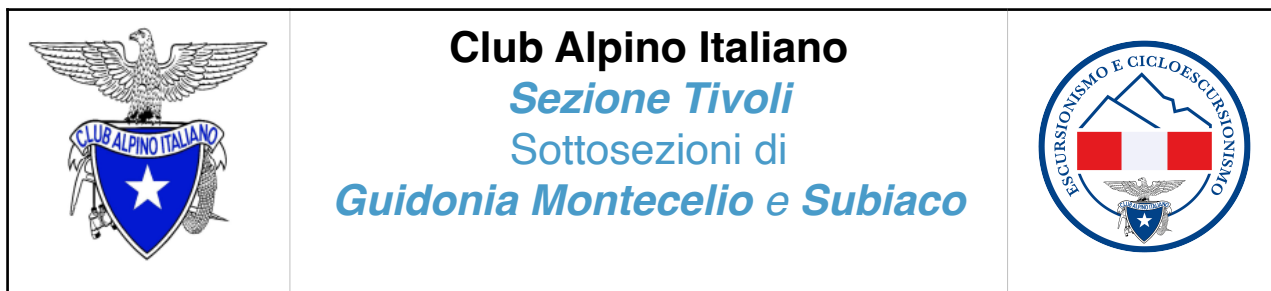 CLUB ALPINO ITALIANO
Club Alpino Italiano
Sezione Tivoli
Sottosezioni di
Guidonia Montecelio e Subiaco
ESCURSIONISMO E CICLOESCURSIONISMO